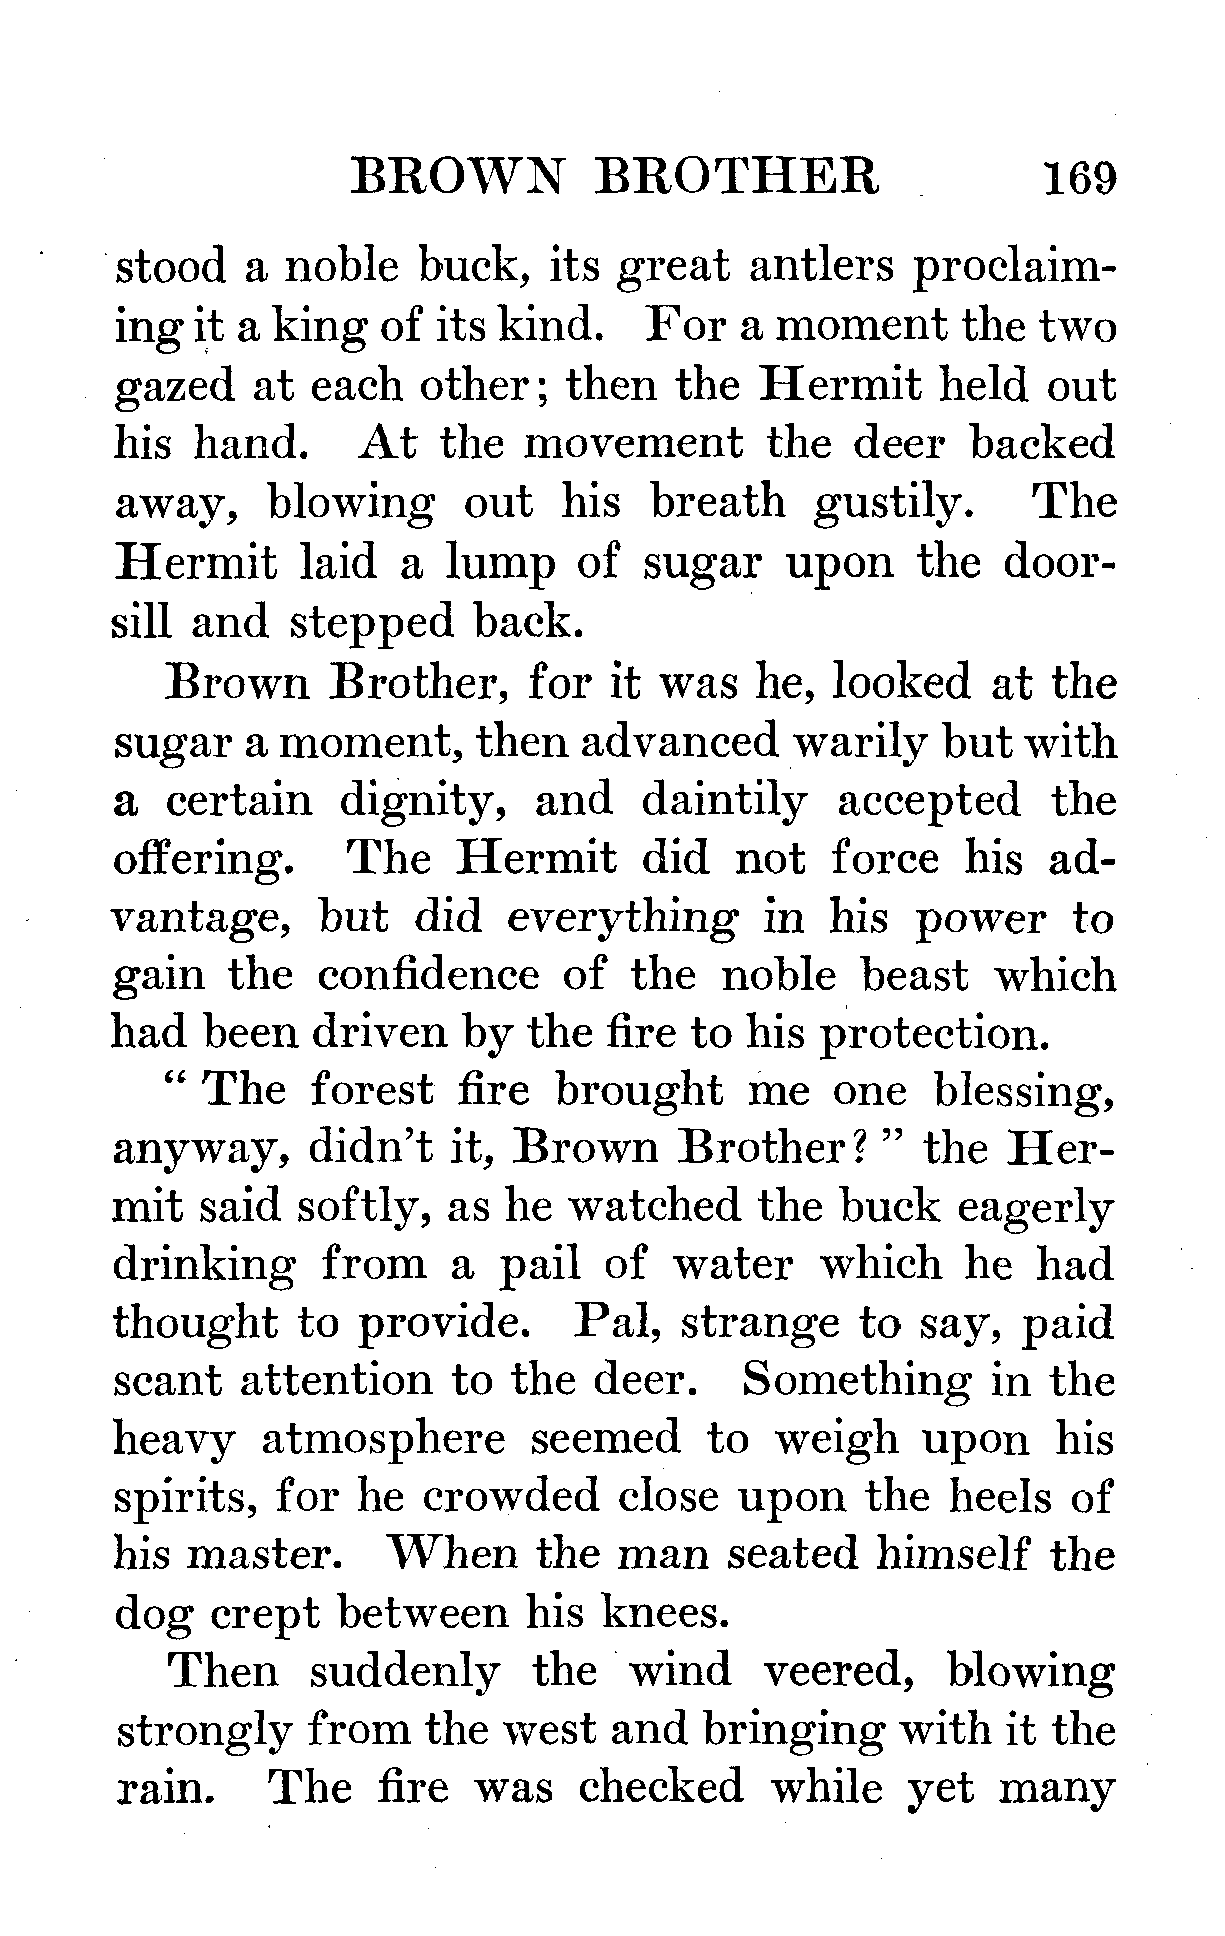 BROWN BROTHER 169
stood a noble buck, its great antlers proclaim-
ing it a king of its kind. For a moment the two
gazed at each other; then the Hermit held out
his hand. At the movement the deer backed
away, blowing out his breath gustily. The
Hermit laid a lump of sugar upon the door-
sill and stepped back.
Brown Brother, for it was he, looked at the
sugar a moment, then advanced warily but with
a certain dignity, and daintily accepted the
offering. The Hermit did not force his ad-
vantage, but did everything in his power to
gain the confidence of the noble beast which
had been driven by the fire to his protection.
“ The forest fire brought me one blessing,
anyway, didn’t it, Brown Brother? ” the Her-
mit said softly, as he watched the buck eagerly
drinking from a pail of water which he had
thought to provide. Pal, strange to say, paid
scant attention to the deer. Something in the
heavy atmosphere seemed to weigh upon his
spirits, for he crowded close upon the heels of
his master. When the man seated himself the
dog crept between his knees.
Then suddenly the wind veered, blowing
strongly from the west and bringing with it the
rain. The fire was checked while yet many